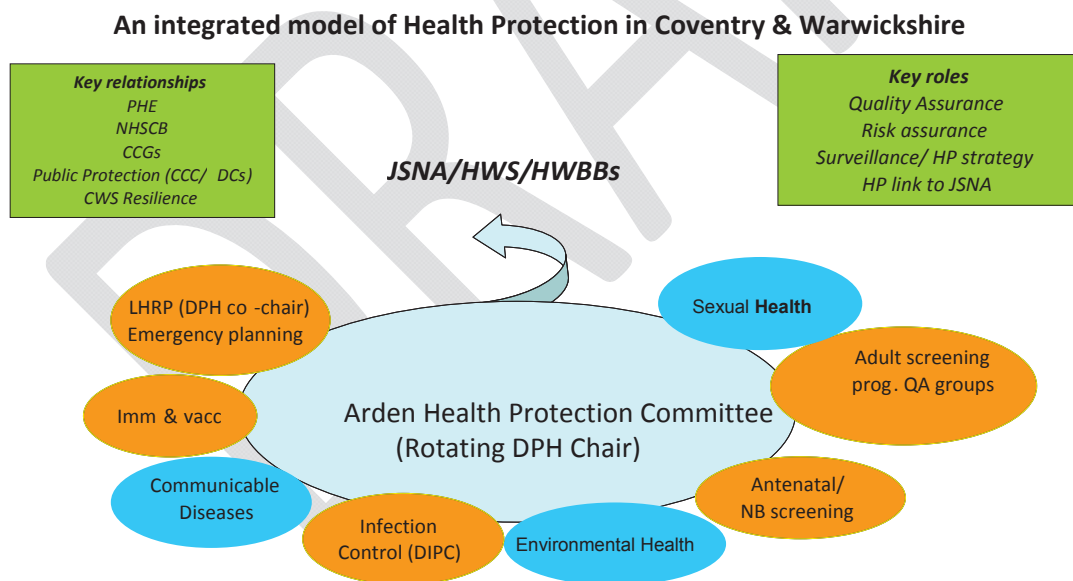 An integrated model of Health Protection in Coventry & Warwickshire
Key relationships
PHE
NHSCB
CCGs
Public Protection (CCC/ DCs)
CWS Resilience
Key roles
Quality Assurance
Risk assurance
Surveillance/ HP strategy
HP link to JSNA
JSNA/HWS/HWBBs
LHRP (DPH co -chair)
Emergency planning
Sexual Health
Adult screening
prog. QA groups
Imm & vacc
Arden Health Protection Committee
(Rotating DPH Chair)
Communicable
Diseases
Antenatal/
NB screening
Infection
Control (DIPC)
Environmental Health